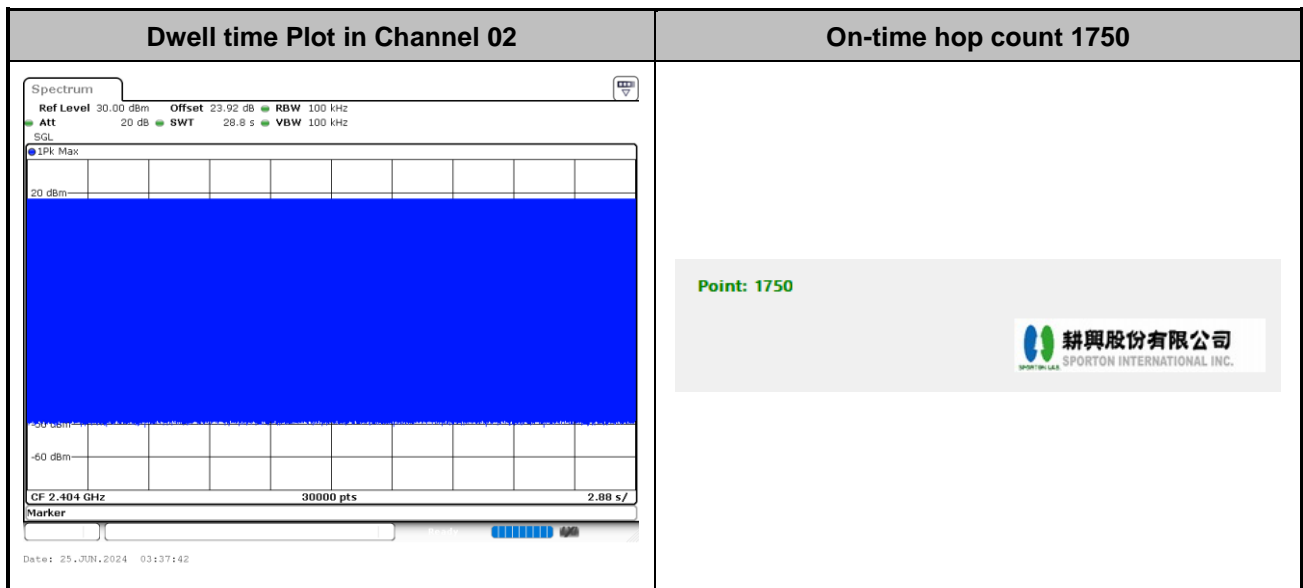 Dwell time Plot in Channel 02
On-time hop count 1750
Spectrum
Ref Level 30.00 dBm Offset 23.92 dB RBW 100 kHz
Att 20 dB SWT 28.8 s VBW 100 kHz
SGL
1Pk Max
20 dBm
-60 dBm
CF 2.404 GHz 30000 pts 2.88 s/
Marker
Date: 25.JUN.2024 03:37:42
Point: 1750
耕興股份有限公司
SPORTON LAB. SPORTON INTERNATIONAL INC.